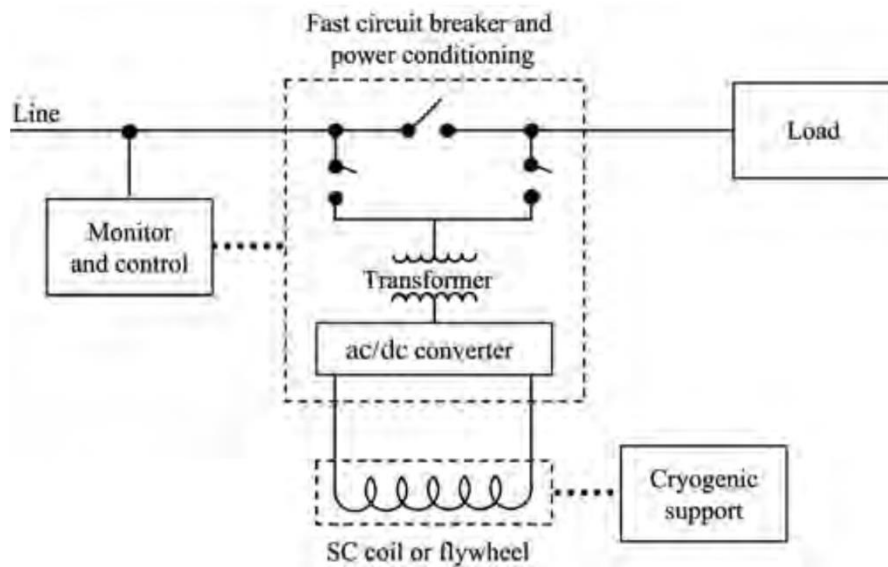 Fast circuit breaker and
power conditioning
Line
Load
Monitor
and control
Transformer
ac/dc converter
Cryogenic
support
SC coil or flywheel